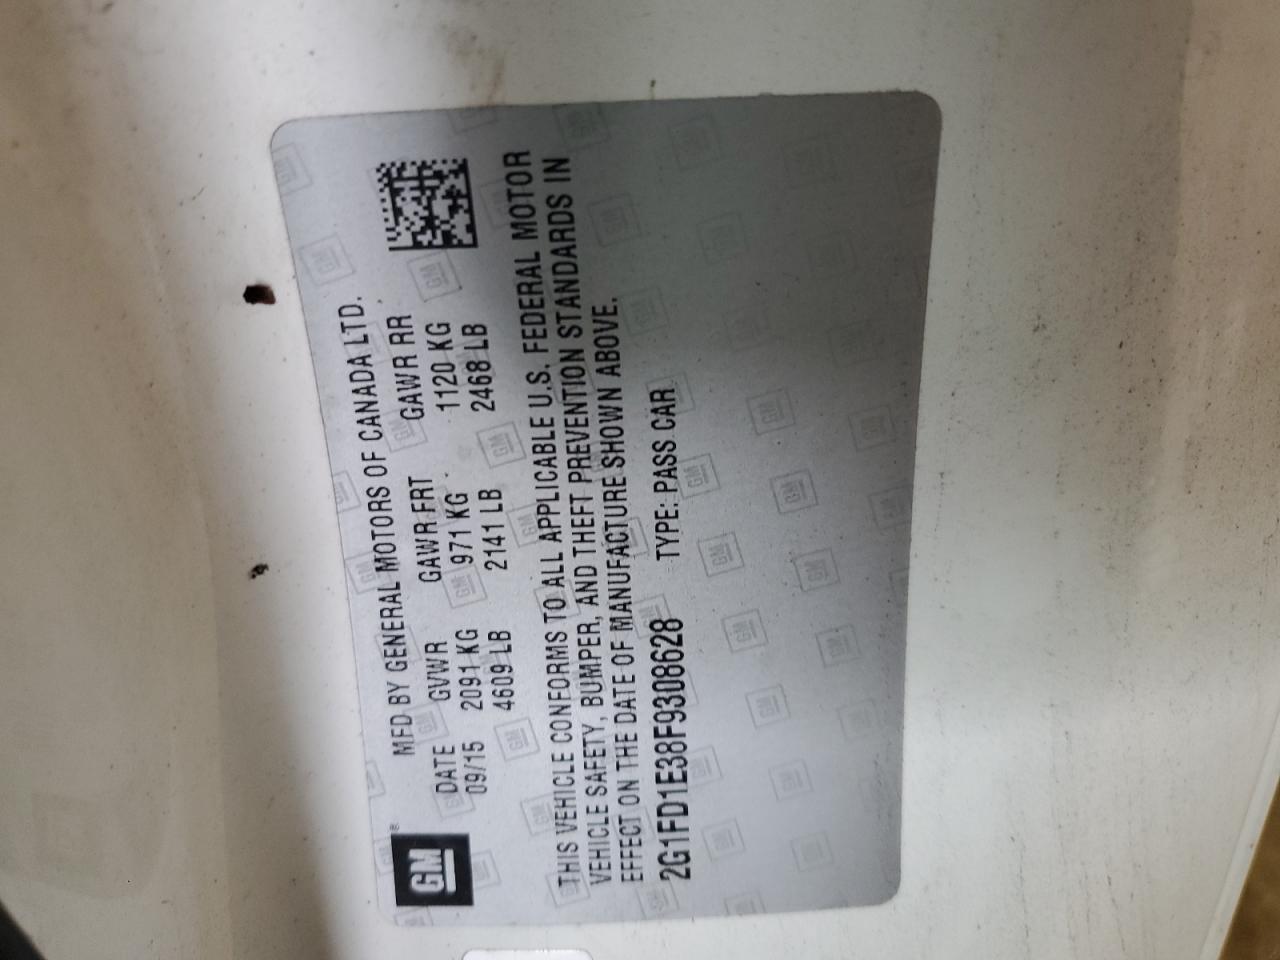 GM®
MFD BY GENERAL MOTORS OF CANADA LTD.
DATE GVWR GAWR FRT GAWR RR
09/15 2091 KG 971 KG 1120 KG
4609 LB 2141 LB 2468 LB
THIS VEHICLE CONFORMS TO ALL APPLICABLE U.S. FEDERAL MOTOR
VEHICLE SAFETY, BUMPER, AND THEFT PREVENTION STANDARDS IN
EFFECT ON THE DATE OF MANUFACTURE SHOWN ABOVE.
2G1FD1E38F9308628 TYPE: PASS CAR